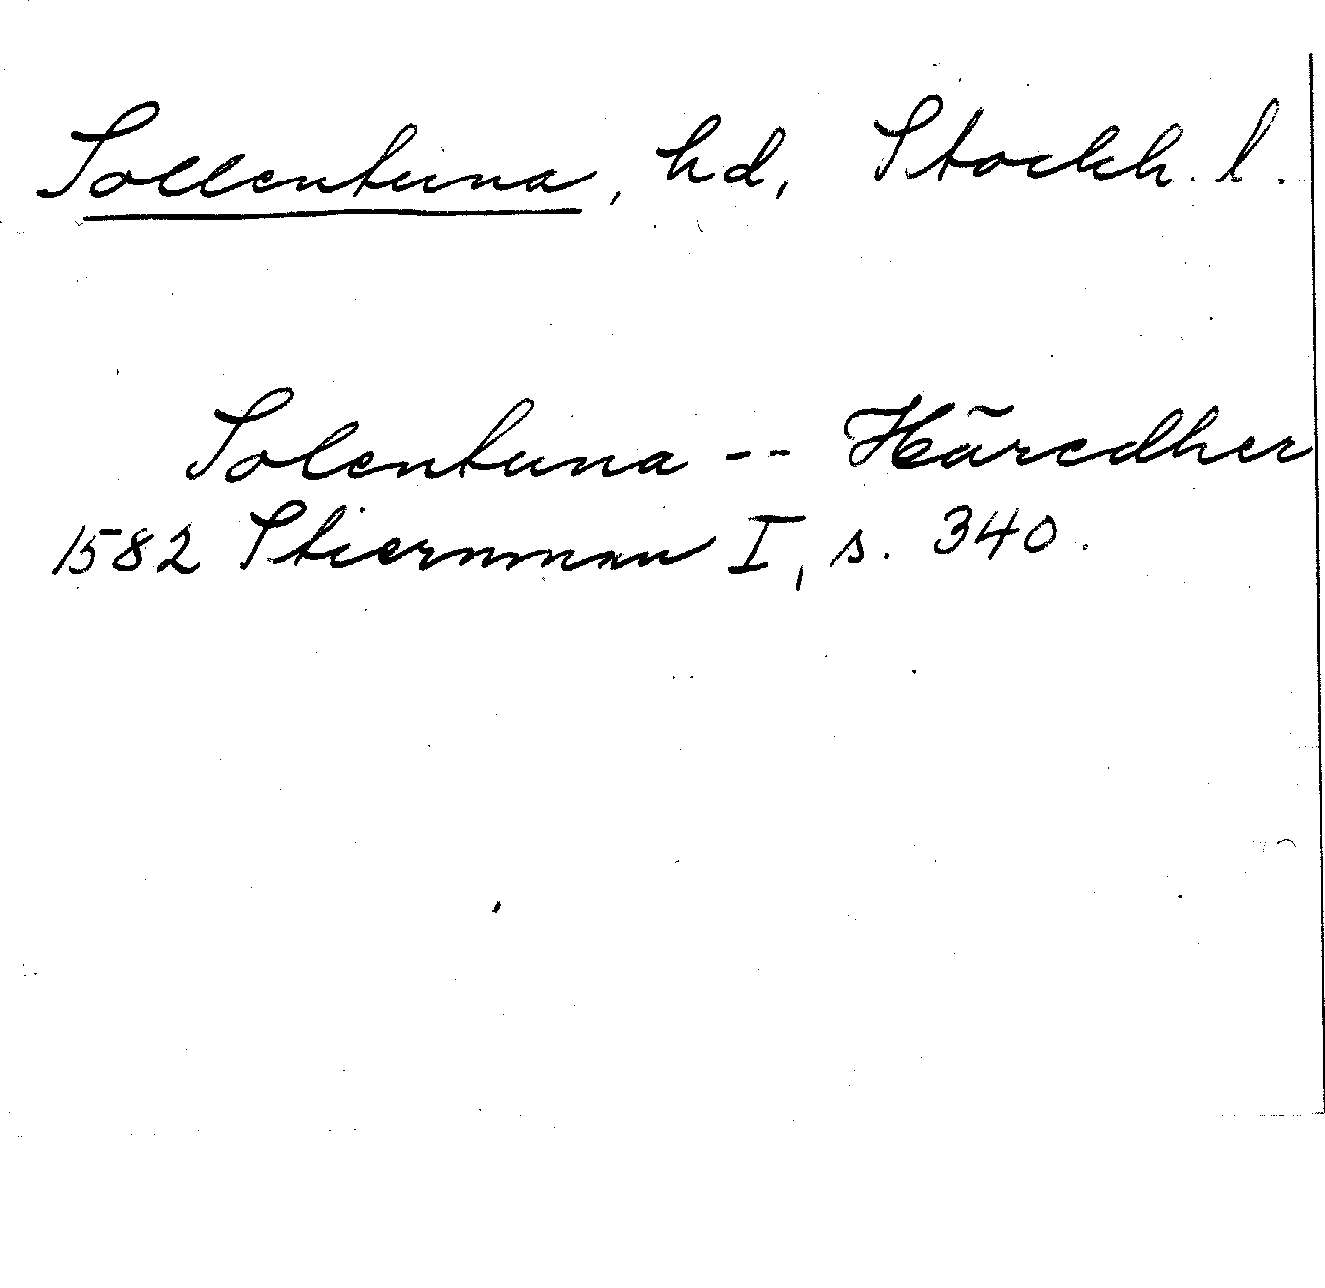 Sollentuna, hd, Stockh. l.
Solentuna -- Häredher
1582 Stiernman I, s. 340.